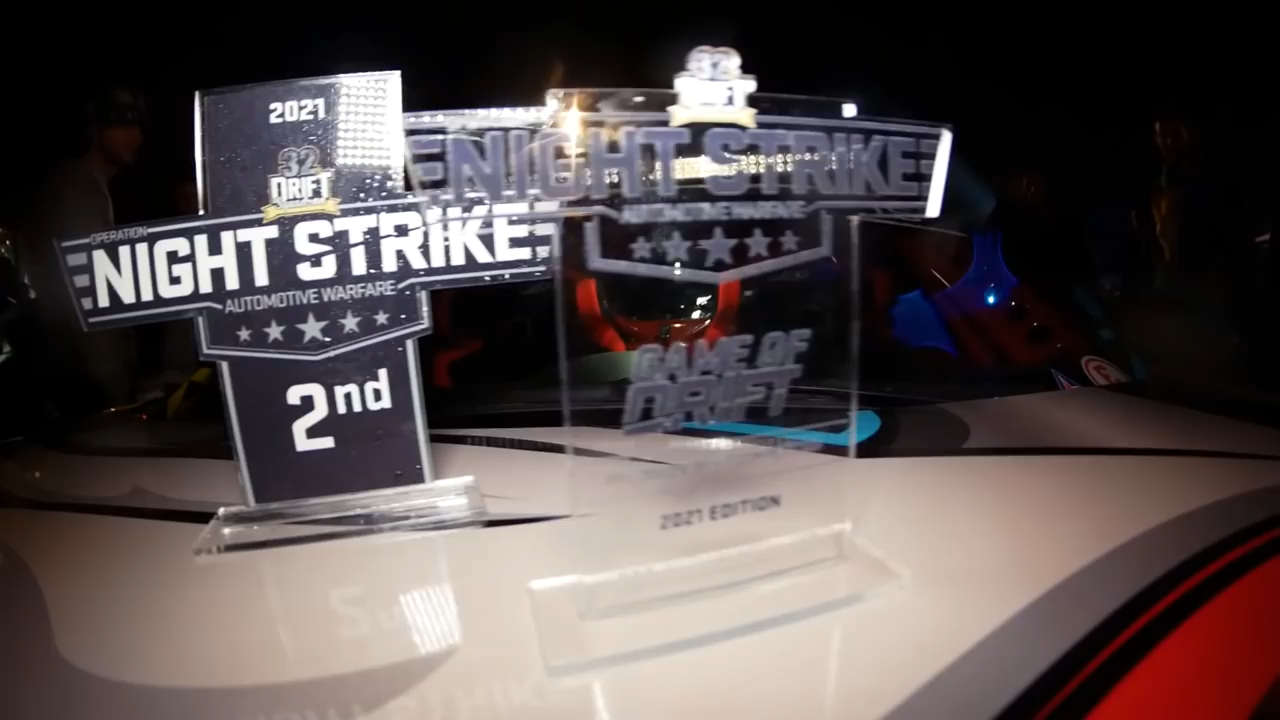 2021
32
DRIFT
OPERATION
NIGHT STRIKE
AUTOMOTIVE WARFARE
2nd
32
DRIFT
NIGHT STRIKE
AUTOMOTIVE WARFARE
GAME OF
DRIFT
2021 EDITION